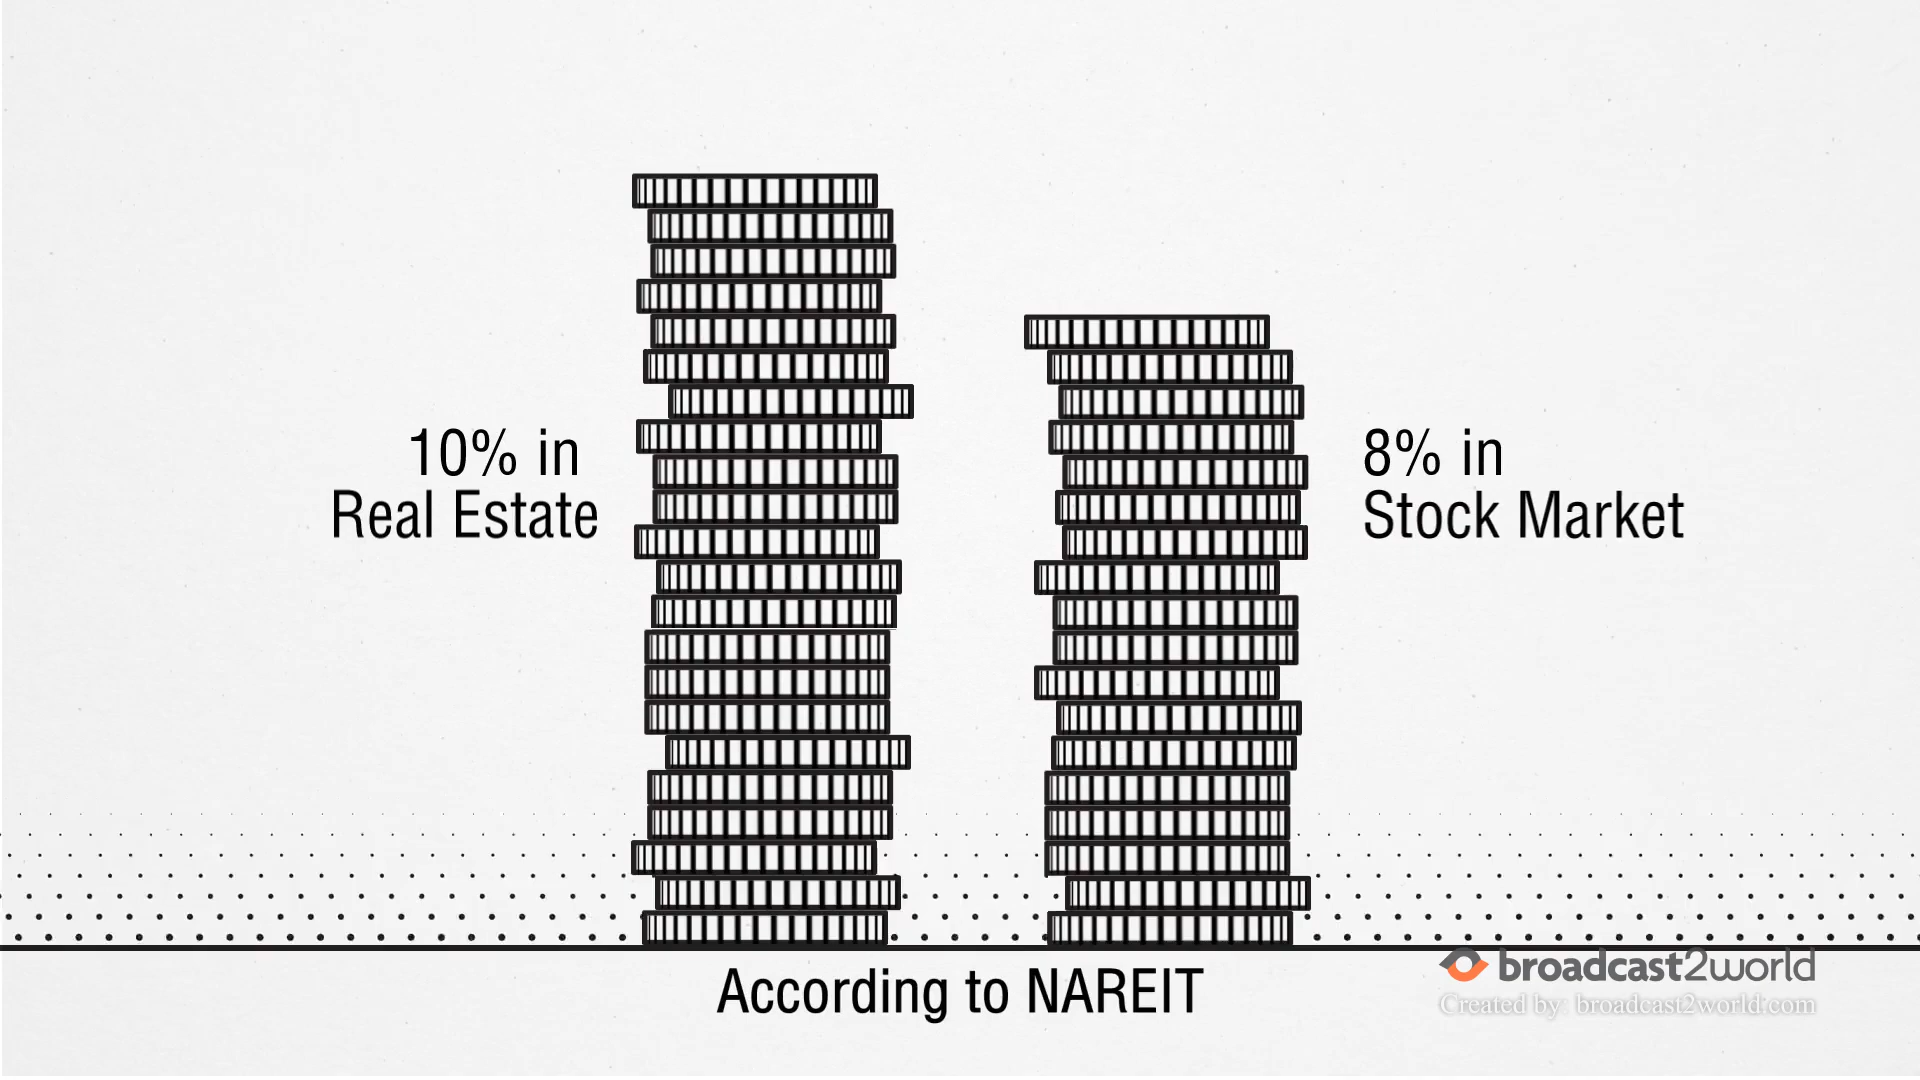 10% in
Real Estate
8% in
Stock Market
According to NAREIT
broadcast2world
Created by: broadcast2world.com